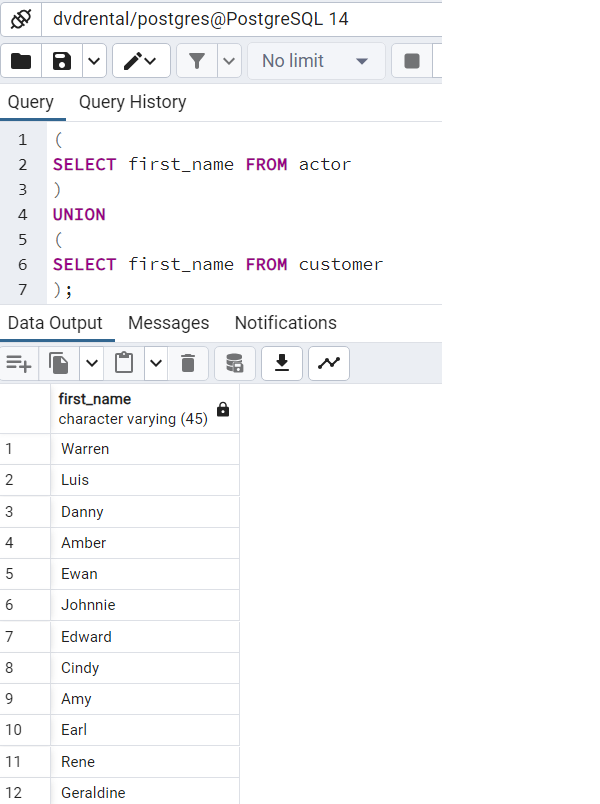 dvdrental/postgres@PostgreSQL 14
No limit
Query Query History
1 (
2 SELECT first_name FROM actor
3 )
4 UNION
5 (
6 SELECT first_name FROM customer
7 );
Data Output Messages Notifications
first_name
character varying (45)
1 Warren
2 Luis
3 Danny
4 Amber
5 Ewan
6 Johnnie
7 Edward
8 Cindy
9 Amy
10 Earl
11 Rene
12 Geraldine